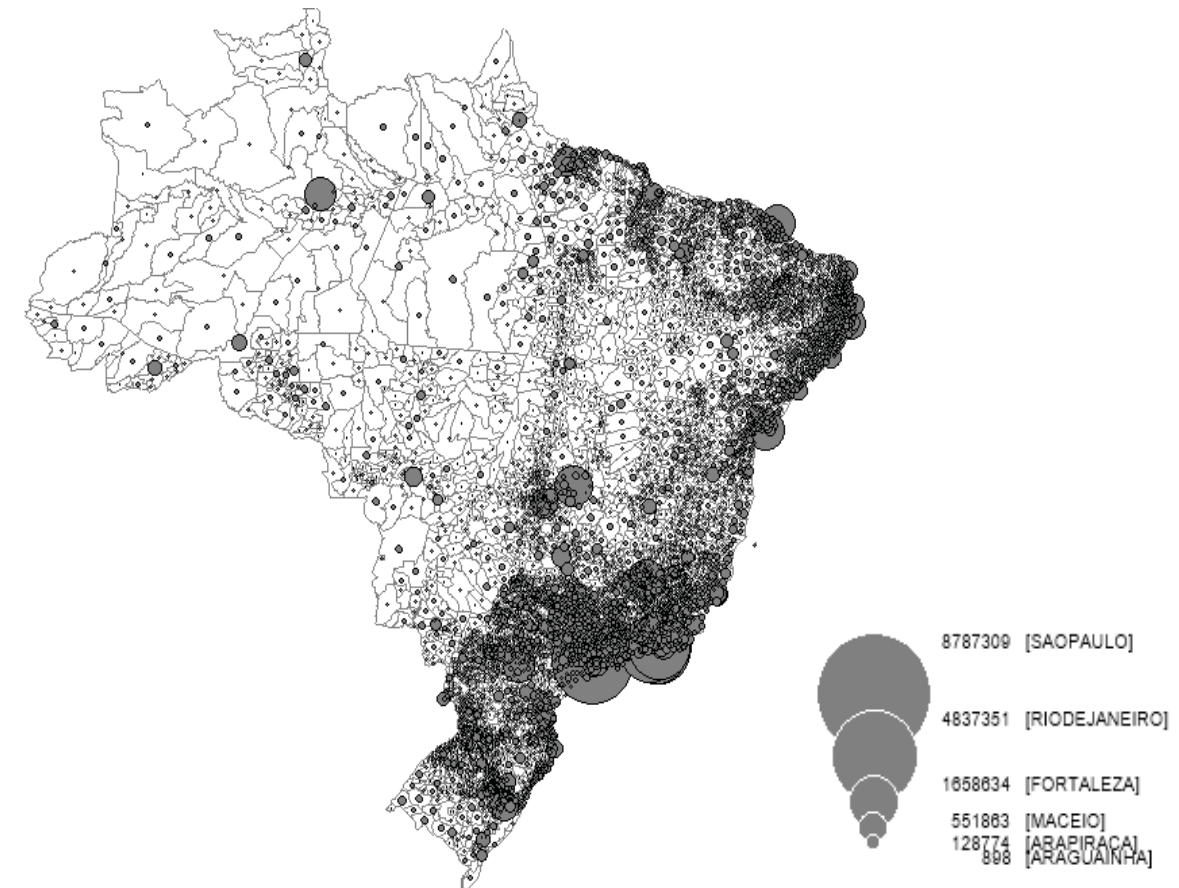 8787309 [SAOPAULO]
4837351 [RIODEJANEIRO]
1658634 [FORTALEZA]
551863 [MACEIO]
128774 [ARAPIRACA]
898 [ARAGUAINHA]